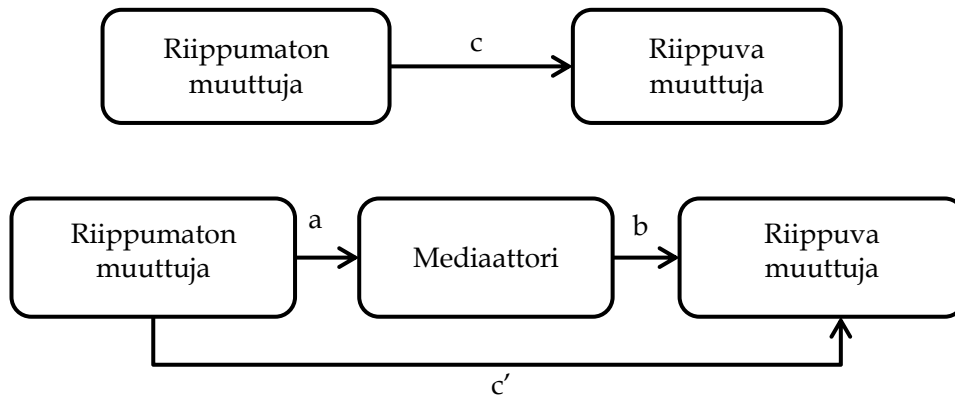 Riippumaton
muuttuja
c
Riippuva
muuttuja
Riippumaton
muuttuja
a
Mediaattori
b
Riippuva
muuttuja
c’